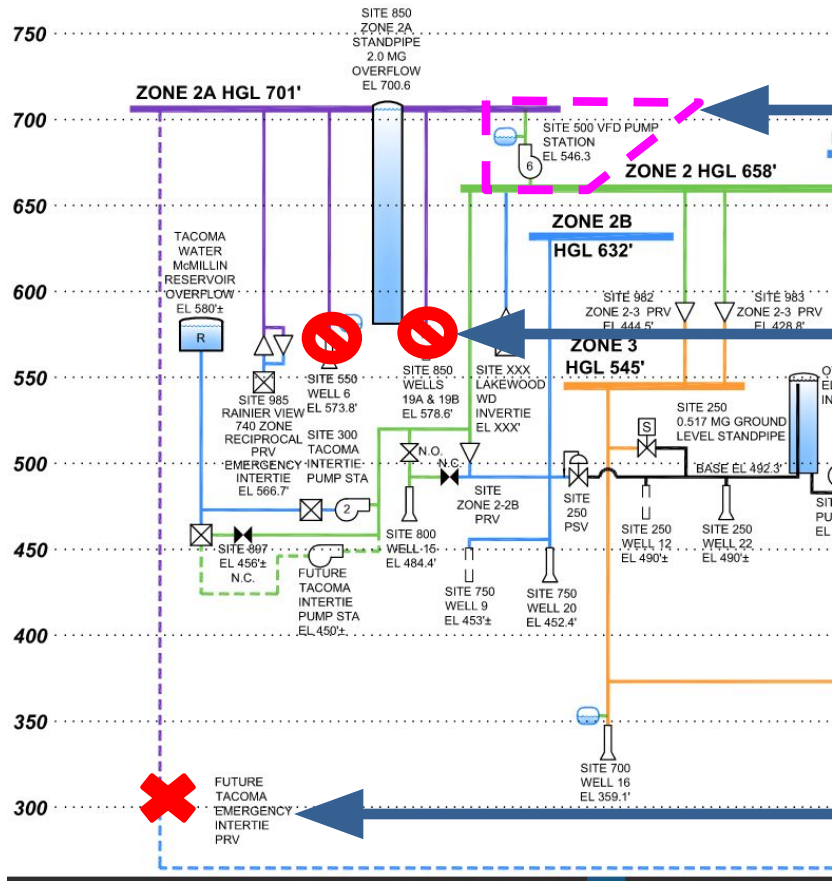 750
SITE 850
ZONE 2A
STANDPIPE
2.0 MG
OVERFLOW
EL 700.6
ZONE 2A HGL 701'
700
SITE 500 VFD PUMP
STATION
EL 546.3
6
ZONE 2 HGL 658'
650
ZONE 2B
HGL 632'
TACOMA
WATER
McMILLIN
RESERVOIR
OVERFLOW
EL 580'±
R
600
SITE 982
ZONE 2-3 PRV
EL 444.5'
SITE 983
ZONE 2-3 PRV
EL 428.8'
ZONE 3
HGL 545'
550
SITE 985
RAINIER VIEW
740 ZONE
RECIPROCAL
PRV
EMERGENCY
INTERTIE
EL 566.7'
SITE 550
WELL 6
EL 573.8'
SITE 850
WELLS
19A & 19B
EL 578.6'
SITE XXX
LAKEWOOD
WD
INVERTIE
EL XXX'
SITE 250
0.517 MG GROUND
LEVEL STANDPIPE
BASE EL 492.3'
S
500
SITE 300
TACOMA
INTERTIE
PUMP STA
2
N.O.
N.C.
SITE
ZONE 2-2B
PRV
SITE
250
PSV
SITE 250
WELL 12
EL 490'±
SITE 250
WELL 22
EL 490'±
450
SITE 897
EL 456'±
N.C.
FUTURE
TACOMA
INTERTIE
PUMP STA
EL 450'±
SITE 800
WELL 15
EL 484.4'
SITE 750
WELL 9
EL 453'±
SITE 750
WELL 20
EL 452.4'
400
350
SITE 700
WELL 16
EL 359.1'
300
FUTURE
TACOMA
EMERGENCY
INTERTIE
PRV